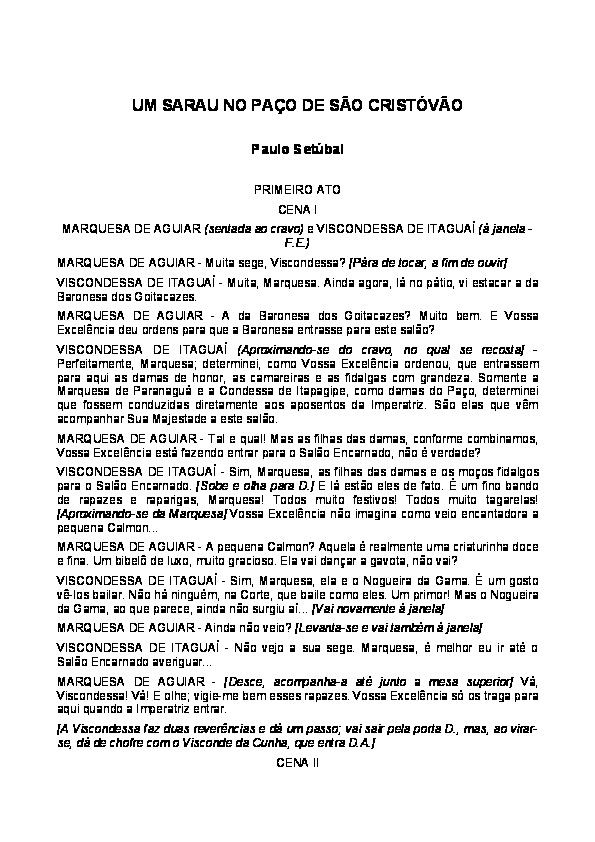 UM SARAU NO PAÇO DE SÃO CRISTÓVÃO
Paulo Setúbal
PRIMEIRO ATO
CENA I
MARQUESA DE AGUIAR (sentada ao cravo) e VISCONDESSA DE ITAGUAÍ (à janela -
F.E.)
MARQUESA DE AGUIAR - Muita sege, Viscondessa? [Pára de tocar, a fim de ouvir]
VISCONDESSA DE ITAGUAÍ - Muita, Marquesa. Ainda agora, lá no pátio, vi estacar a da
Baronesa dos Goitacazes.
MARQUESA DE AGUIAR - A da Baronesa dos Goitacazes? Muito bem. E Vossa
Excelência deu ordens para que a Baronesa entrasse para este salão?
VISCONDESSA DE ITAGUAÍ (Aproximando-se do cravo, no qual se recosta] -
Perfeitamente, Marquesa; determinei, como Vossa Excelência ordenou, que entrassem
para aqui as damas de honor, as camareiras e as fidalgas com grandeza. Somente a
Marquesa de Paranaguá e a Condessa de Itapagipe, como damas do Paço, determinei
que fossem conduzidas diretamente aos aposentos da Imperatriz. São elas que vêm
acompanhar Sua Majestade a este salão.
MARQUESA DE AGUIAR - Tal e qual! Mas as filhas das damas, conforme combinamos,
Vossa Excelência está fazendo entrar para o Salão Encarnado, não é verdade?
VISCONDESSA DE ITAGUAÍ - Sim, Marquesa, as filhas das damas e os moços fidalgos
para o Salão Encarnado. [Sobe e olha para D.] E lá estão eles de fato. É um fino bando
de rapazes e raparigas, Marquesa! Todos muito festivos! Todos muito tagarelas!
[Aproximando-se da Marquesa] Vossa Excelência não imagina como veio encantadora a
pequena Calmon...
MARQUESA DE AGUIAR - A pequena Calmon? Aquela é realmente uma criaturinha doce
e fina. Um bibelô de luxo, muito gracioso. Ela vai dançar a gavota, não vai?
VISCONDESSA DE ITAGUAÍ - Sim, Marquesa, ela e o Nogueira da Gama. É um gosto
vê-los bailar. Não há ninguém, na Corte, que baile como eles. Um primor! Mas o Nogueira
da Gama, ao que parece, ainda não surgiu aí... [Vai novamente à janela]
MARQUESA DE AGUIAR - Ainda não veio? [Levanta-se e vai também à janela]
VISCONDESSA DE ITAGUAÍ - Não vejo a sua sege. Marquesa, é melhor eu ir até o
Salão Encarnado averiguar...
MARQUESA DE AGUIAR - [Desce, acompanha-a até junto a mesa superior] Vá,
Viscondessa! Vá! E olhe; vigie-me bem esses rapazes. Vossa Excelência só os traga para
aqui quando a Imperatriz entrar.
[A Viscondessa faz duas reverências e dá um passo; vai sair pela porta D., mas, ao virar-
se, dá de chofre com o Visconde da Cunha, que entra D.A.]
CENA II